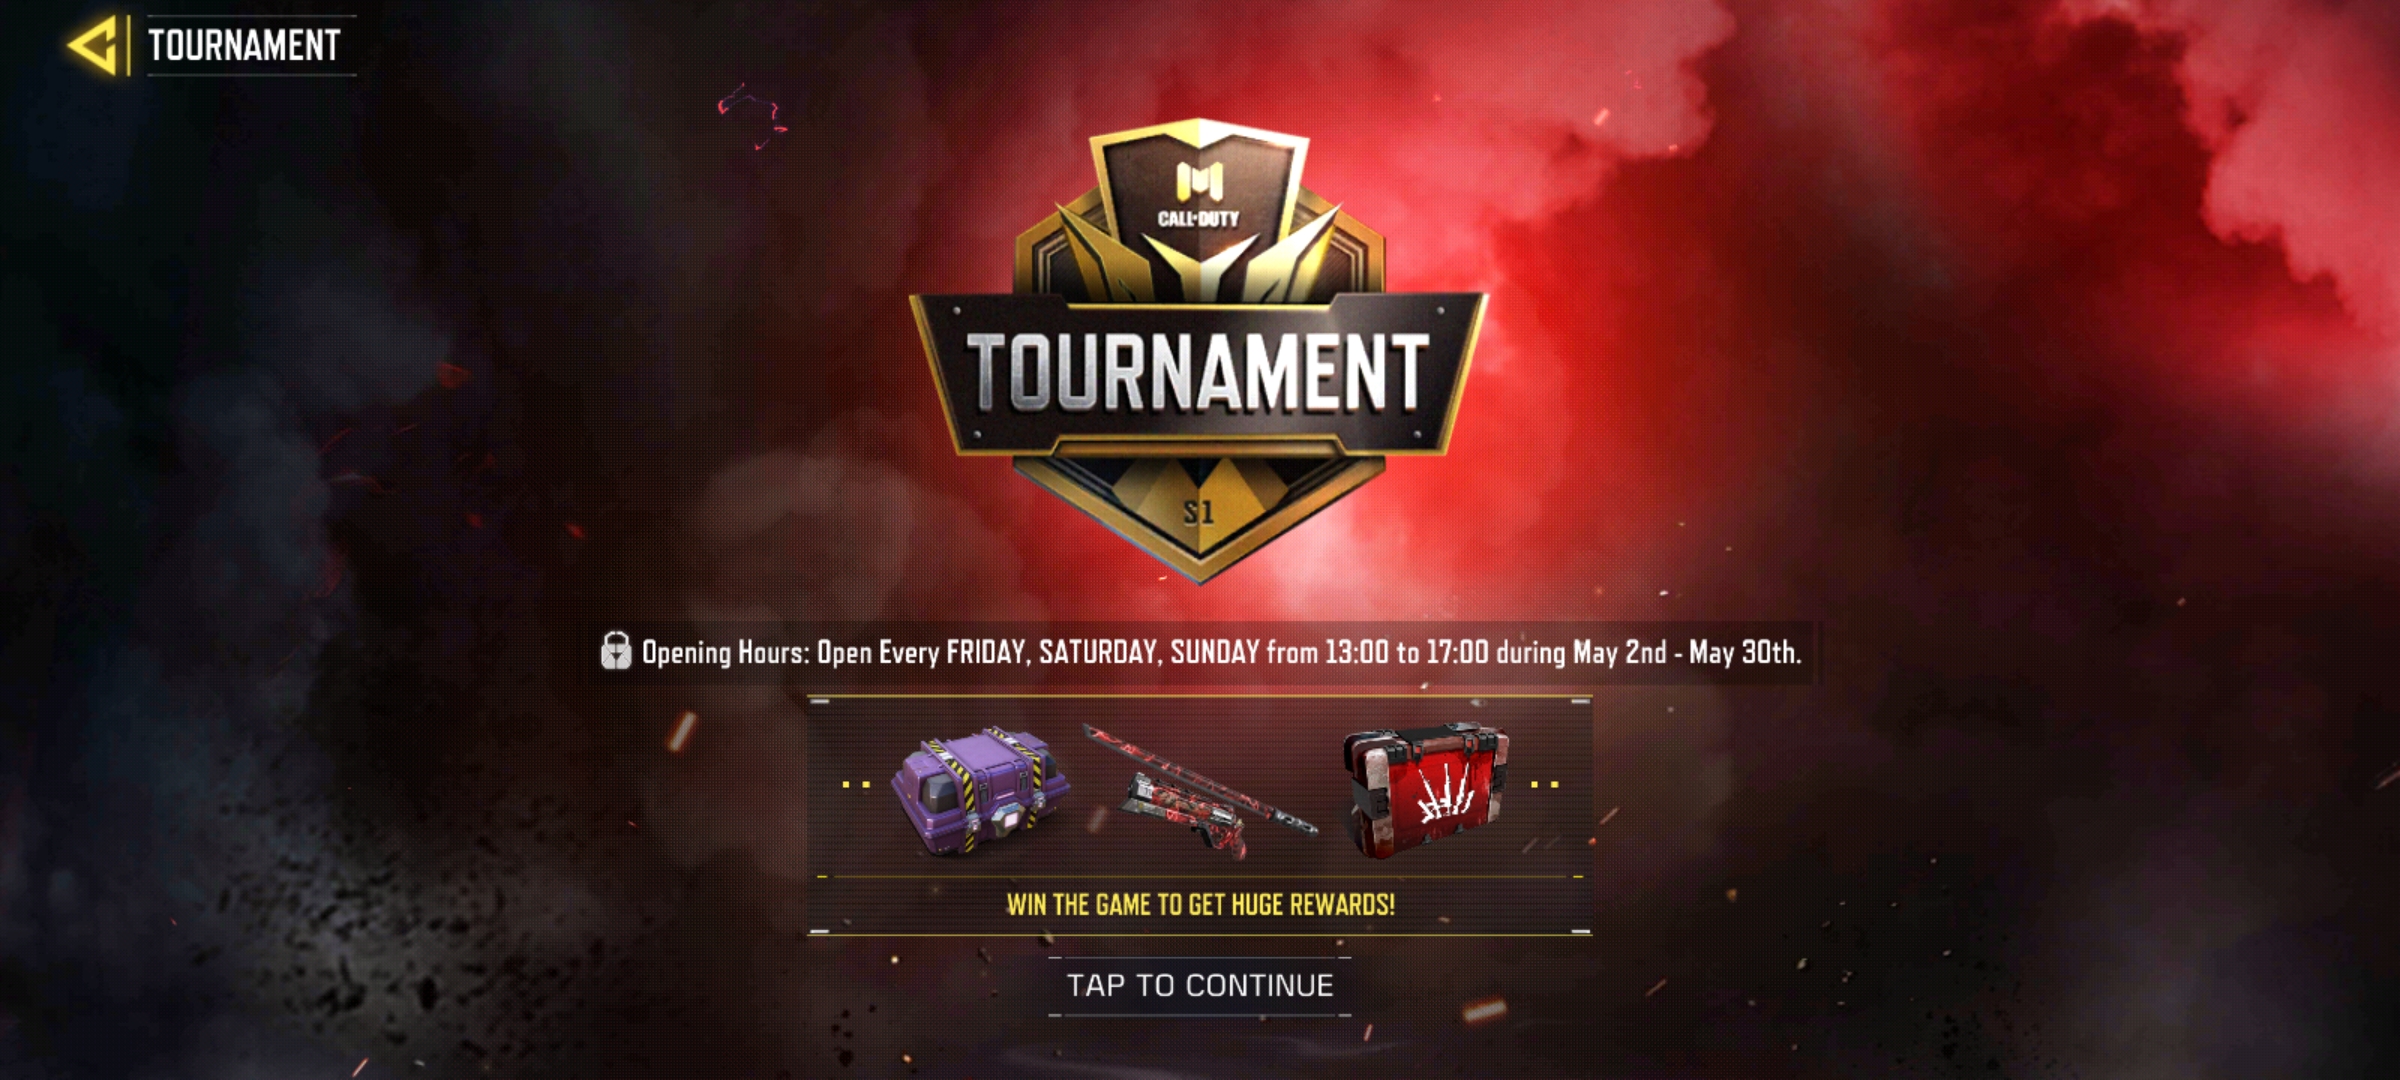 TOURNAMENT
CALL OF DUTY
TOURNAMENT
S1
Opening Hours: Open Every FRIDAY, SATURDAY, SUNDAY from 13:00 to 17:00 during May 2nd - May 30th.
WIN THE GAME TO GET HUGE REWARDS!
TAP TO CONTINUE